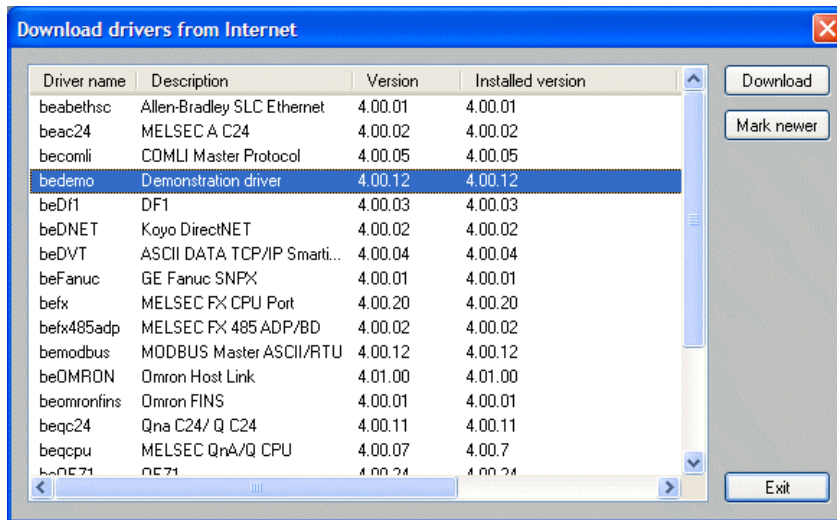 Download drivers from Internet
Driver name Description Version Installed version
beabethsc Allen-Bradley SLC Ethernet 4.00.01 4.00.01
beac24 MELSEC A C24 4.00.02 4.00.02
becomli COMLI Master Protocol 4.00.05 4.00.05
bedemo Demonstration driver 4.00.12 4.00.12
beDf1 DF1 4.00.03 4.00.03
beDNET Koyo DirectNET 4.00.02 4.00.02
beDVT ASCII DATA TCP/IP Smarti... 4.00.04 4.00.04
beFanuc GE Fanuc SNPX 4.00.01 4.00.01
befx MELSEC FX CPU Port 4.00.20 4.00.20
befx485adp MELSEC FX 485 ADP/BD 4.00.02 4.00.02
bemodbus MODBUS Master ASCII/RTU 4.00.12 4.00.12
beOMRON Omron Host Link 4.01.00 4.01.00
beomronfins Omron FINS 4.00.01 4.00.01
beqc24 Qna C24/ Q C24 4.00.11 4.00.11
beqcpu MELSEC QnA/Q CPU 4.00.07 4.00.7
4.00.24 4.00.24
Download
Mark newer
Exit